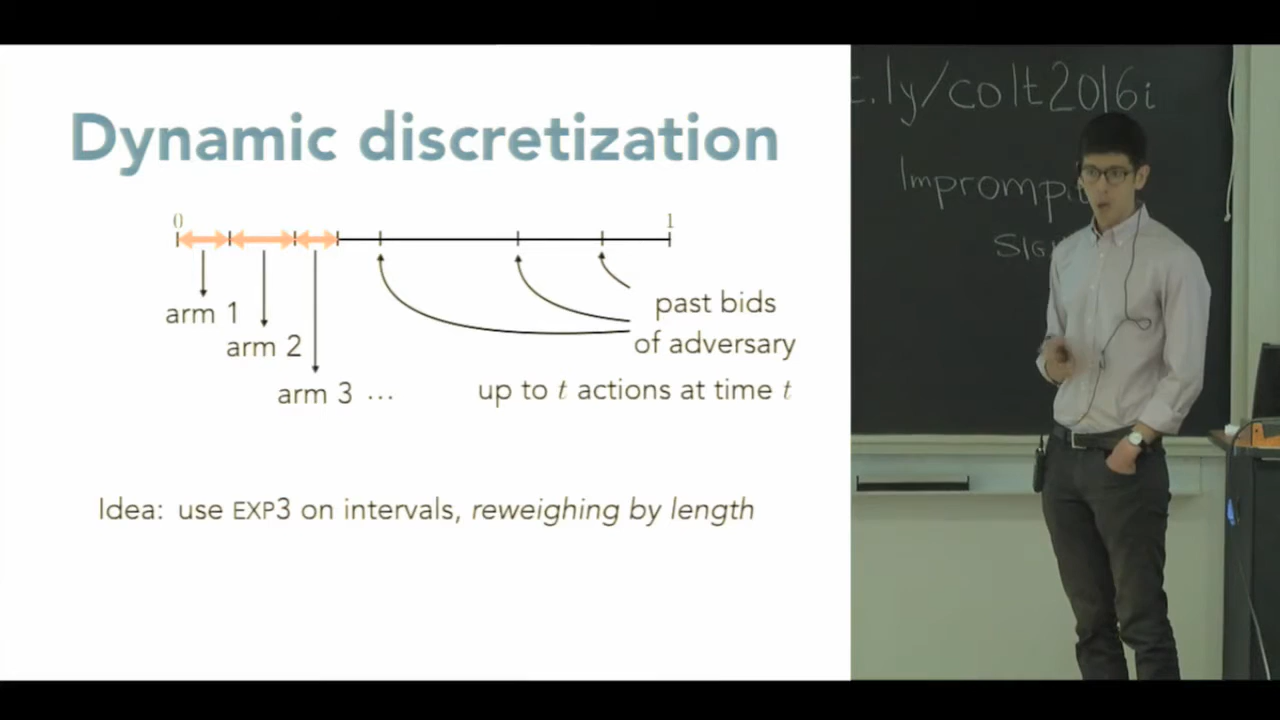 Dynamic discretization
0 1
past bids
of adversary
arm 1
arm 2
arm 3 ...
up to t actions at time t
Idea: use EXP3 on intervals, reweighing by length
t.ly/colt2016i